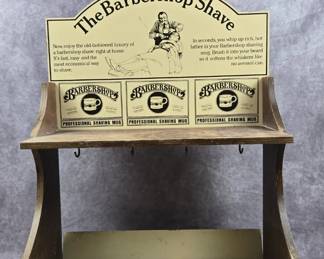 The Barbershop Shave
Now enjoy the old-fashioned luxury of
a barbershop shave right at home.
It's fast, easy and the
most economical way
to shave.
In seconds, you whip up rich, hot
lather in your Barbershop shaving
mug. Brush it into your beard
so it softens the whiskers like
no aerosol can.
BARBERSHOP
PROFESSIONAL SHAVING MUG
BARBERSHOP
PROFESSIONAL SHAVING MUG
BARBERSHOP
PROFESSIONAL SHAVING MUG